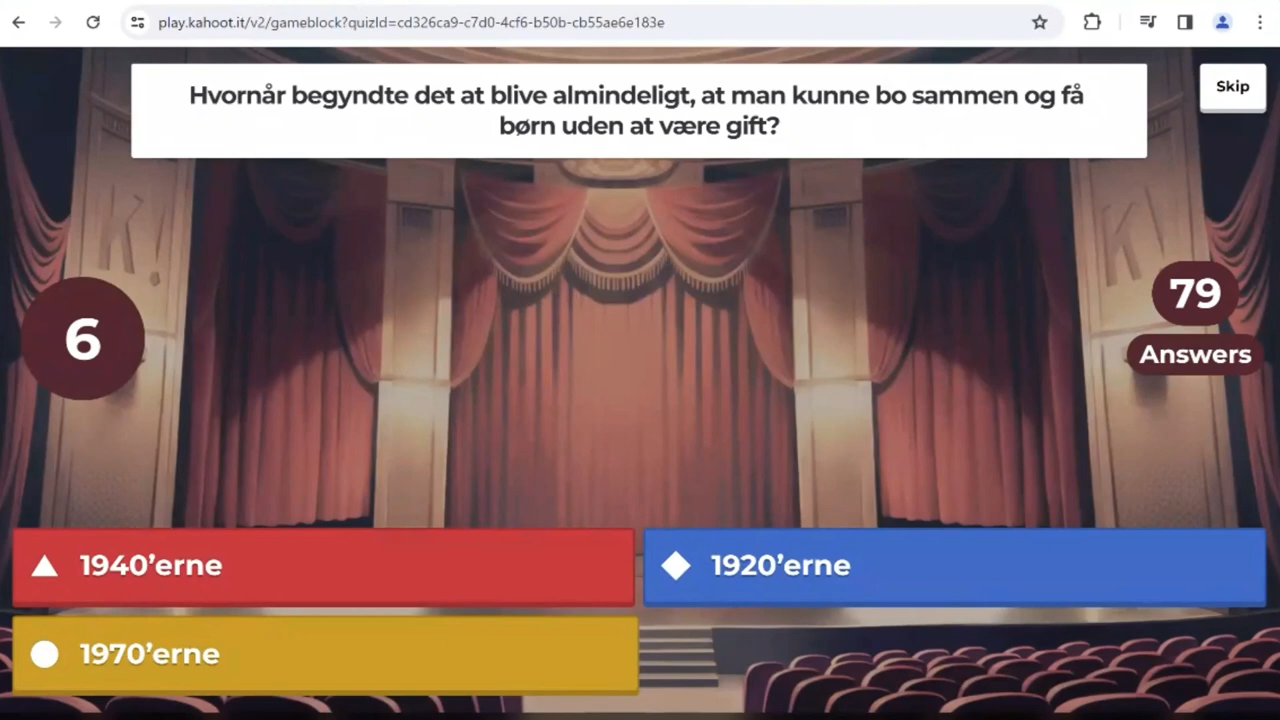 play.kahoot.it/v2/gameblock?quizId=cd326ca9-c7d0-4cf6-b50b-cb55ae6e183e
Hvornår begyndte det at blive almindeligt, at man kunne bo sammen og få
børn uden at være gift?
Skip
K!
K!
6
79
Answers
1940’erne
1920’erne
1970’erne